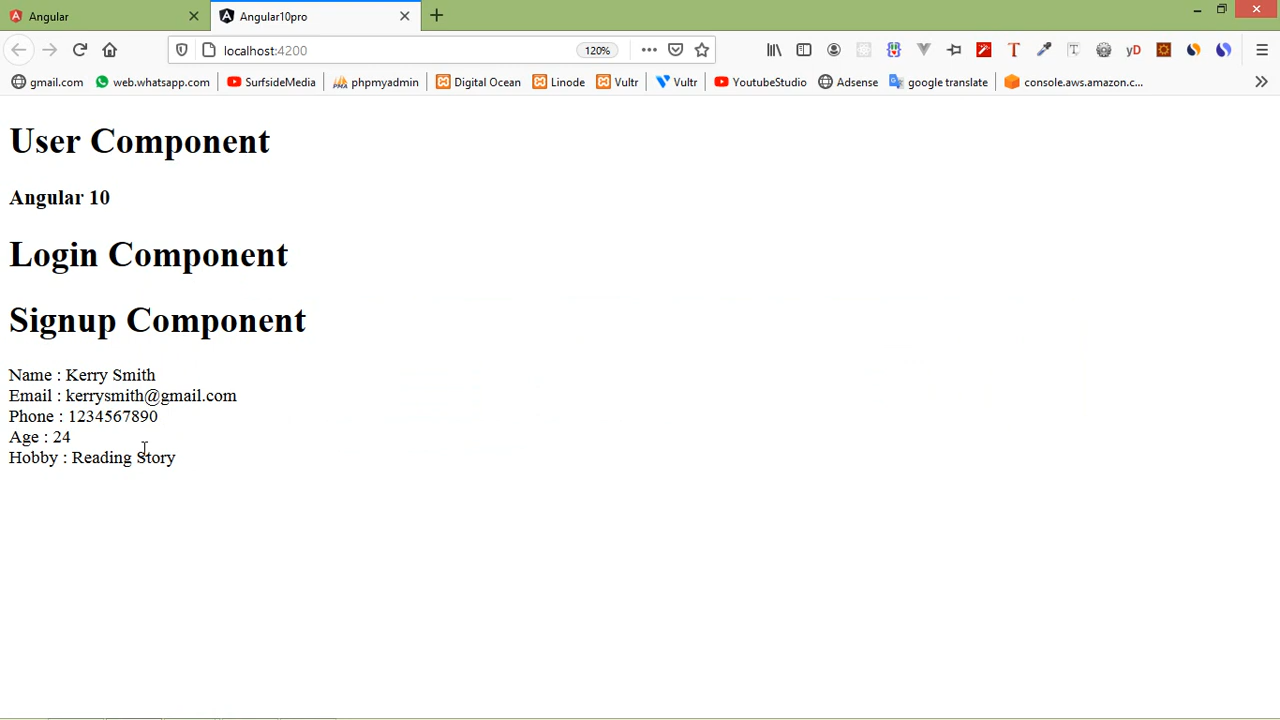 Angular
Angular10pro
localhost:4200
120%
gmail.com
web.whatsapp.com
SurfsideMedia
phpmyadmin
Digital Ocean
Linode
Vultr
Vultr
YoutubeStudio
Adsense
google translate
console.aws.amazon.c...
User Component
Angular 10
Login Component
Signup Component
Name : Kerry Smith
Email : kerrysmith@gmail.com
Phone : 1234567890
Age : 24
Hobby : Reading Story